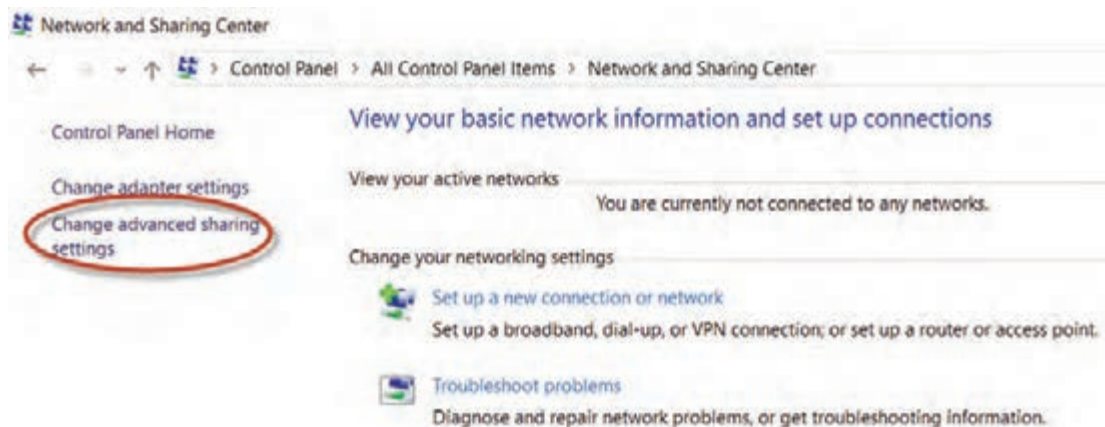 Network and Sharing Center
Control Panel > All Control Panel Items > Network and Sharing Center
Control Panel Home
Change adapter settings
Change advanced sharing
settings
View your basic network information and set up connections
View your active networks
You are currently not connected to any networks.
Change your networking settings
Set up a new connection or network
Set up a broadband, dial-up, or VPN connection; or set up a router or access point.
Troubleshoot problems
Diagnose and repair network problems, or get troubleshooting information.